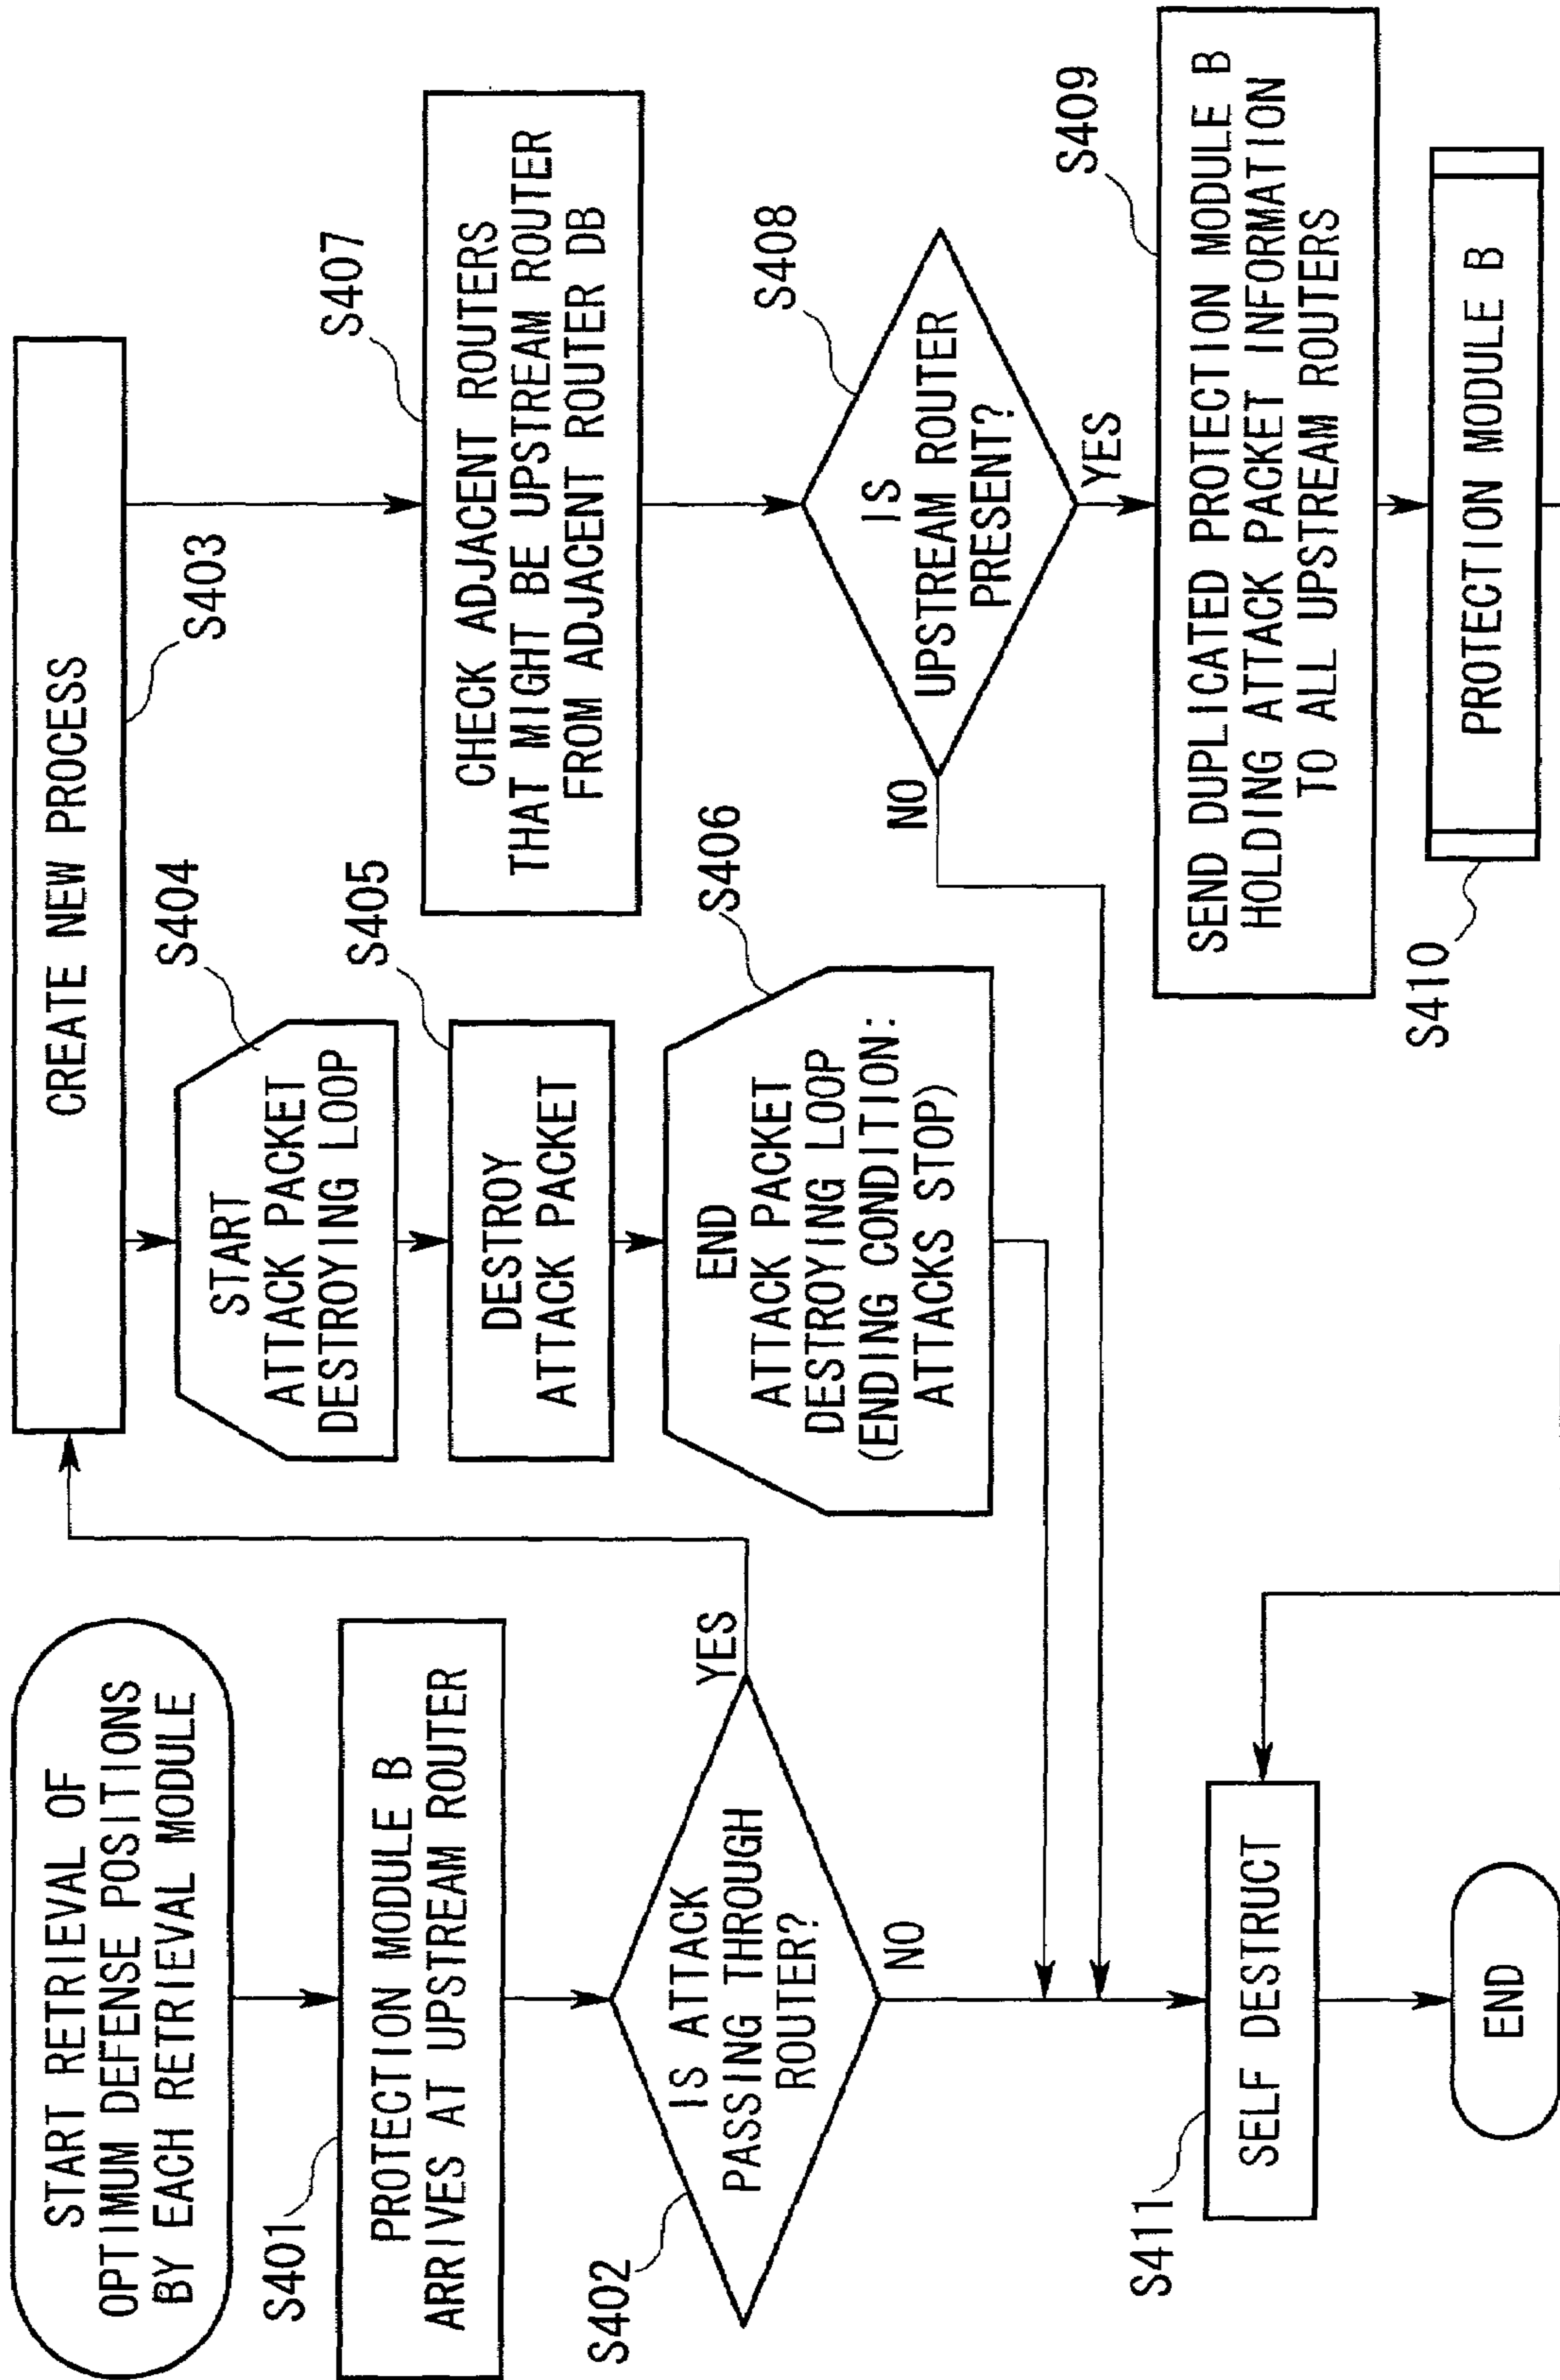 START RETRIEVAL OF
OPTIMUM DEFENSE POSITIONS
BY EACH RETRIEVAL MODULE
S401
PROTECTION MODULE B
ARRIVES AT UPSTREAM ROUTER
S402
IS ATTACK
PASSING THROUGH
ROUTER?
YES
NO
S411
SELF DESTRUCT
END
CREATE NEW PROCESS
S403
S404
START
ATTACK PACKET
DESTROYING LOOP
S405
DESTROY
ATTACK PACKET
S406
END
ATTACK PACKET
DESTROYING LOOP
(ENDING CONDITION:
ATTACKS STOP)
S407
CHECK ADJACENT ROUTERS
THAT MIGHT BE UPSTREAM ROUTER
FROM ADJACENT ROUTER DB
S408
IS
UPSTREAM ROUTER
PRESENT?
NO
YES
S409
SEND DUPLICATED PROTECTION MODULE B
HOLDING ATTACK PACKET INFORMATION
TO ALL UPSTREAM ROUTERS
S410
PROTECTION MODULE B